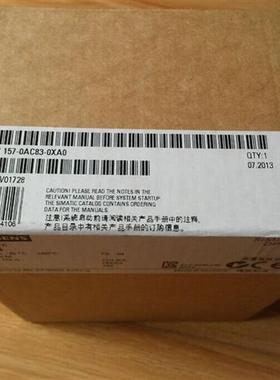 157-0AC83-0XA0
QTY:1
V01728
07.2013
CAUTION! PLEASE READ THE NOTES IN THE
RELEVANT MANUAL BEFORE SYSTEM STARTUP
THE SIMATIC CATALOG CONTAINS ORDERING
DATA FOR THE MANUALS.
注意!系统启动前请阅读相关产品手册中的注释,
产品目录中有相关产品手册的订购信息.
4106
ENS